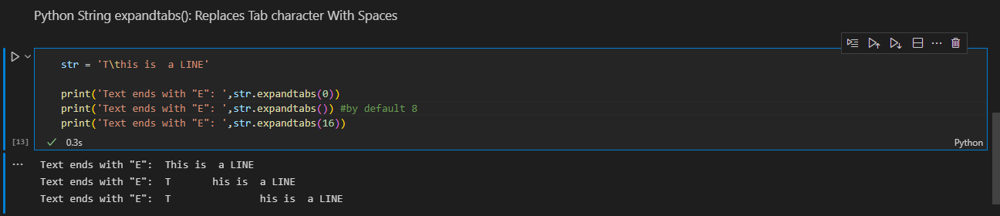 Python String expandtabs(): Replaces Tab character With Spaces
str = 'T\this is  a LINE'
print('Text ends with "E": ',str.expandtabs(0))
print('Text ends with "E": ',str.expandtabs()) #by default 8
print('Text ends with "E": ',str.expandtabs(16))
[13] 0.3s Python
Text ends with "E":  This is  a LINE
Text ends with "E":  T       his is  a LINE
Text ends with "E":  T               his is  a LINE